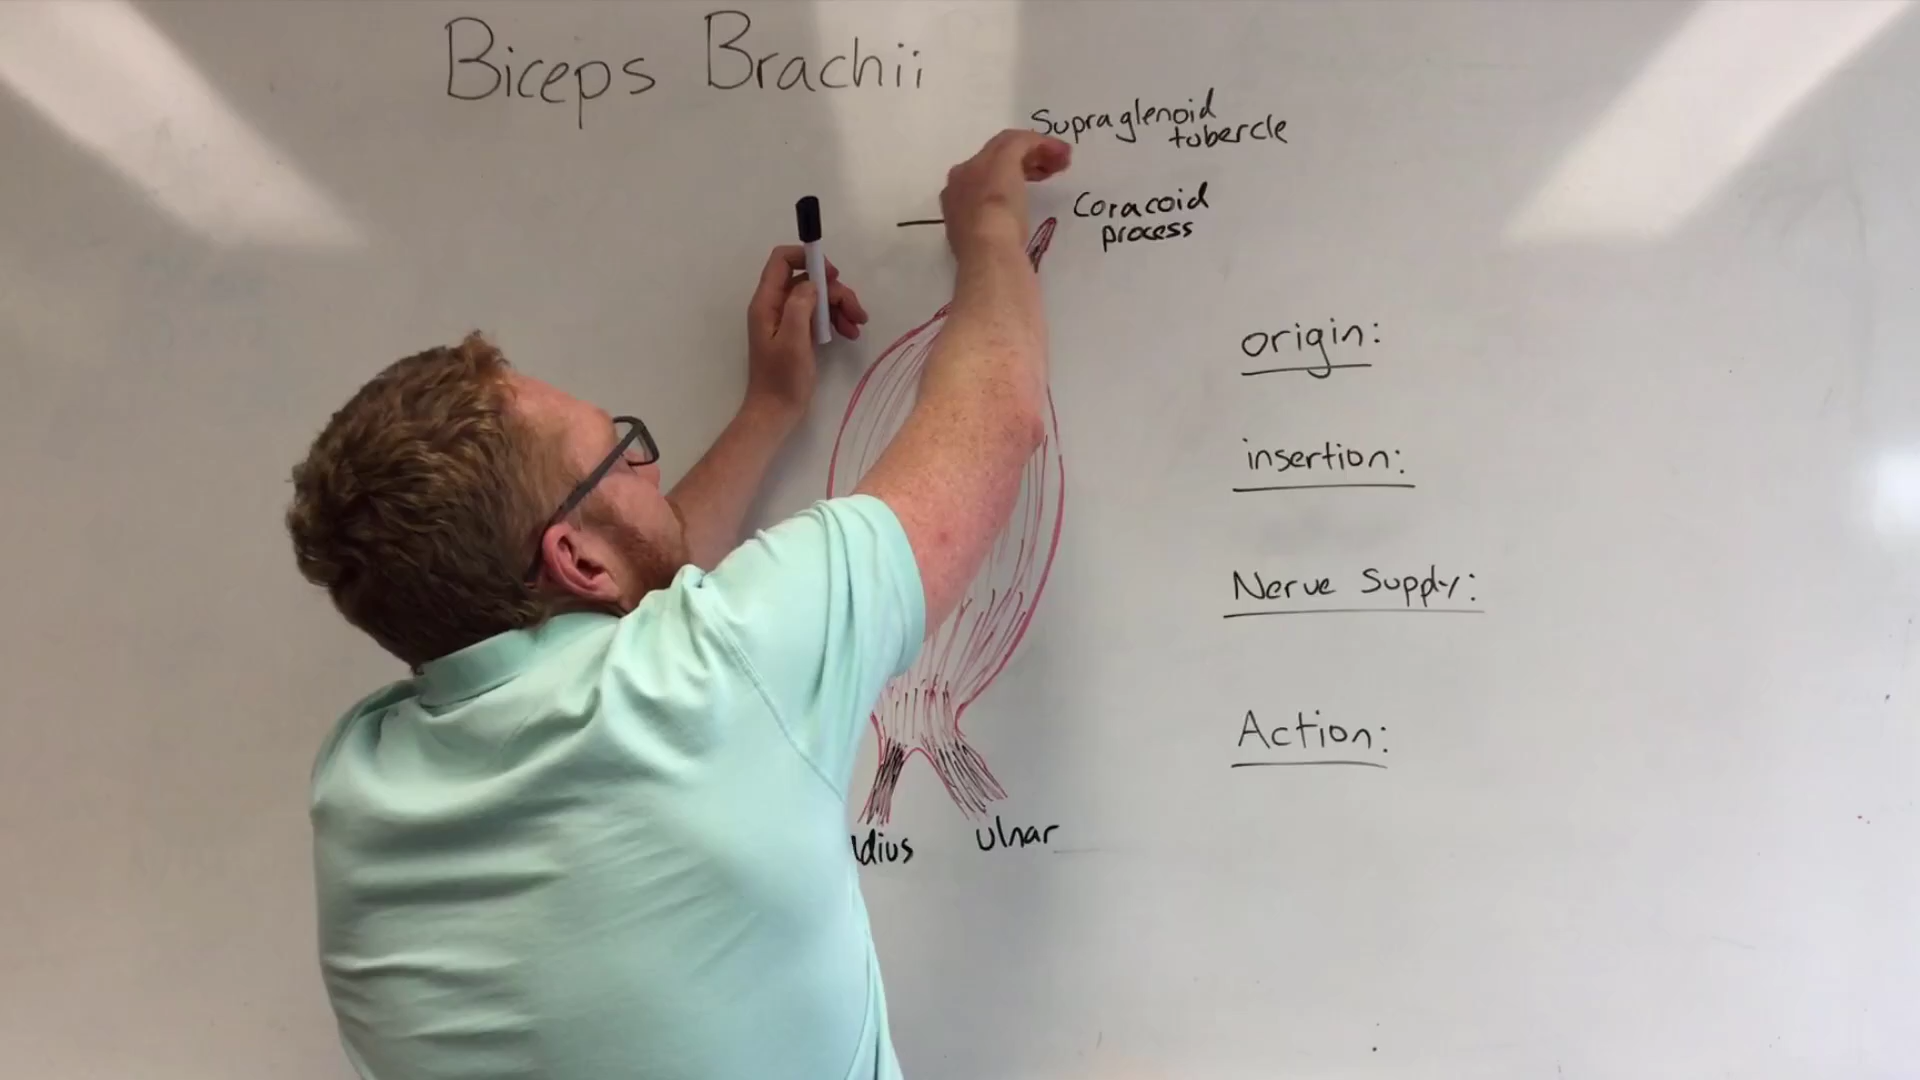 Biceps Brachii
Supraglenoid
tubercle
Coracoid
process
origin:
insertion:
Nerve Supply:
Action:
dius
Ulnar